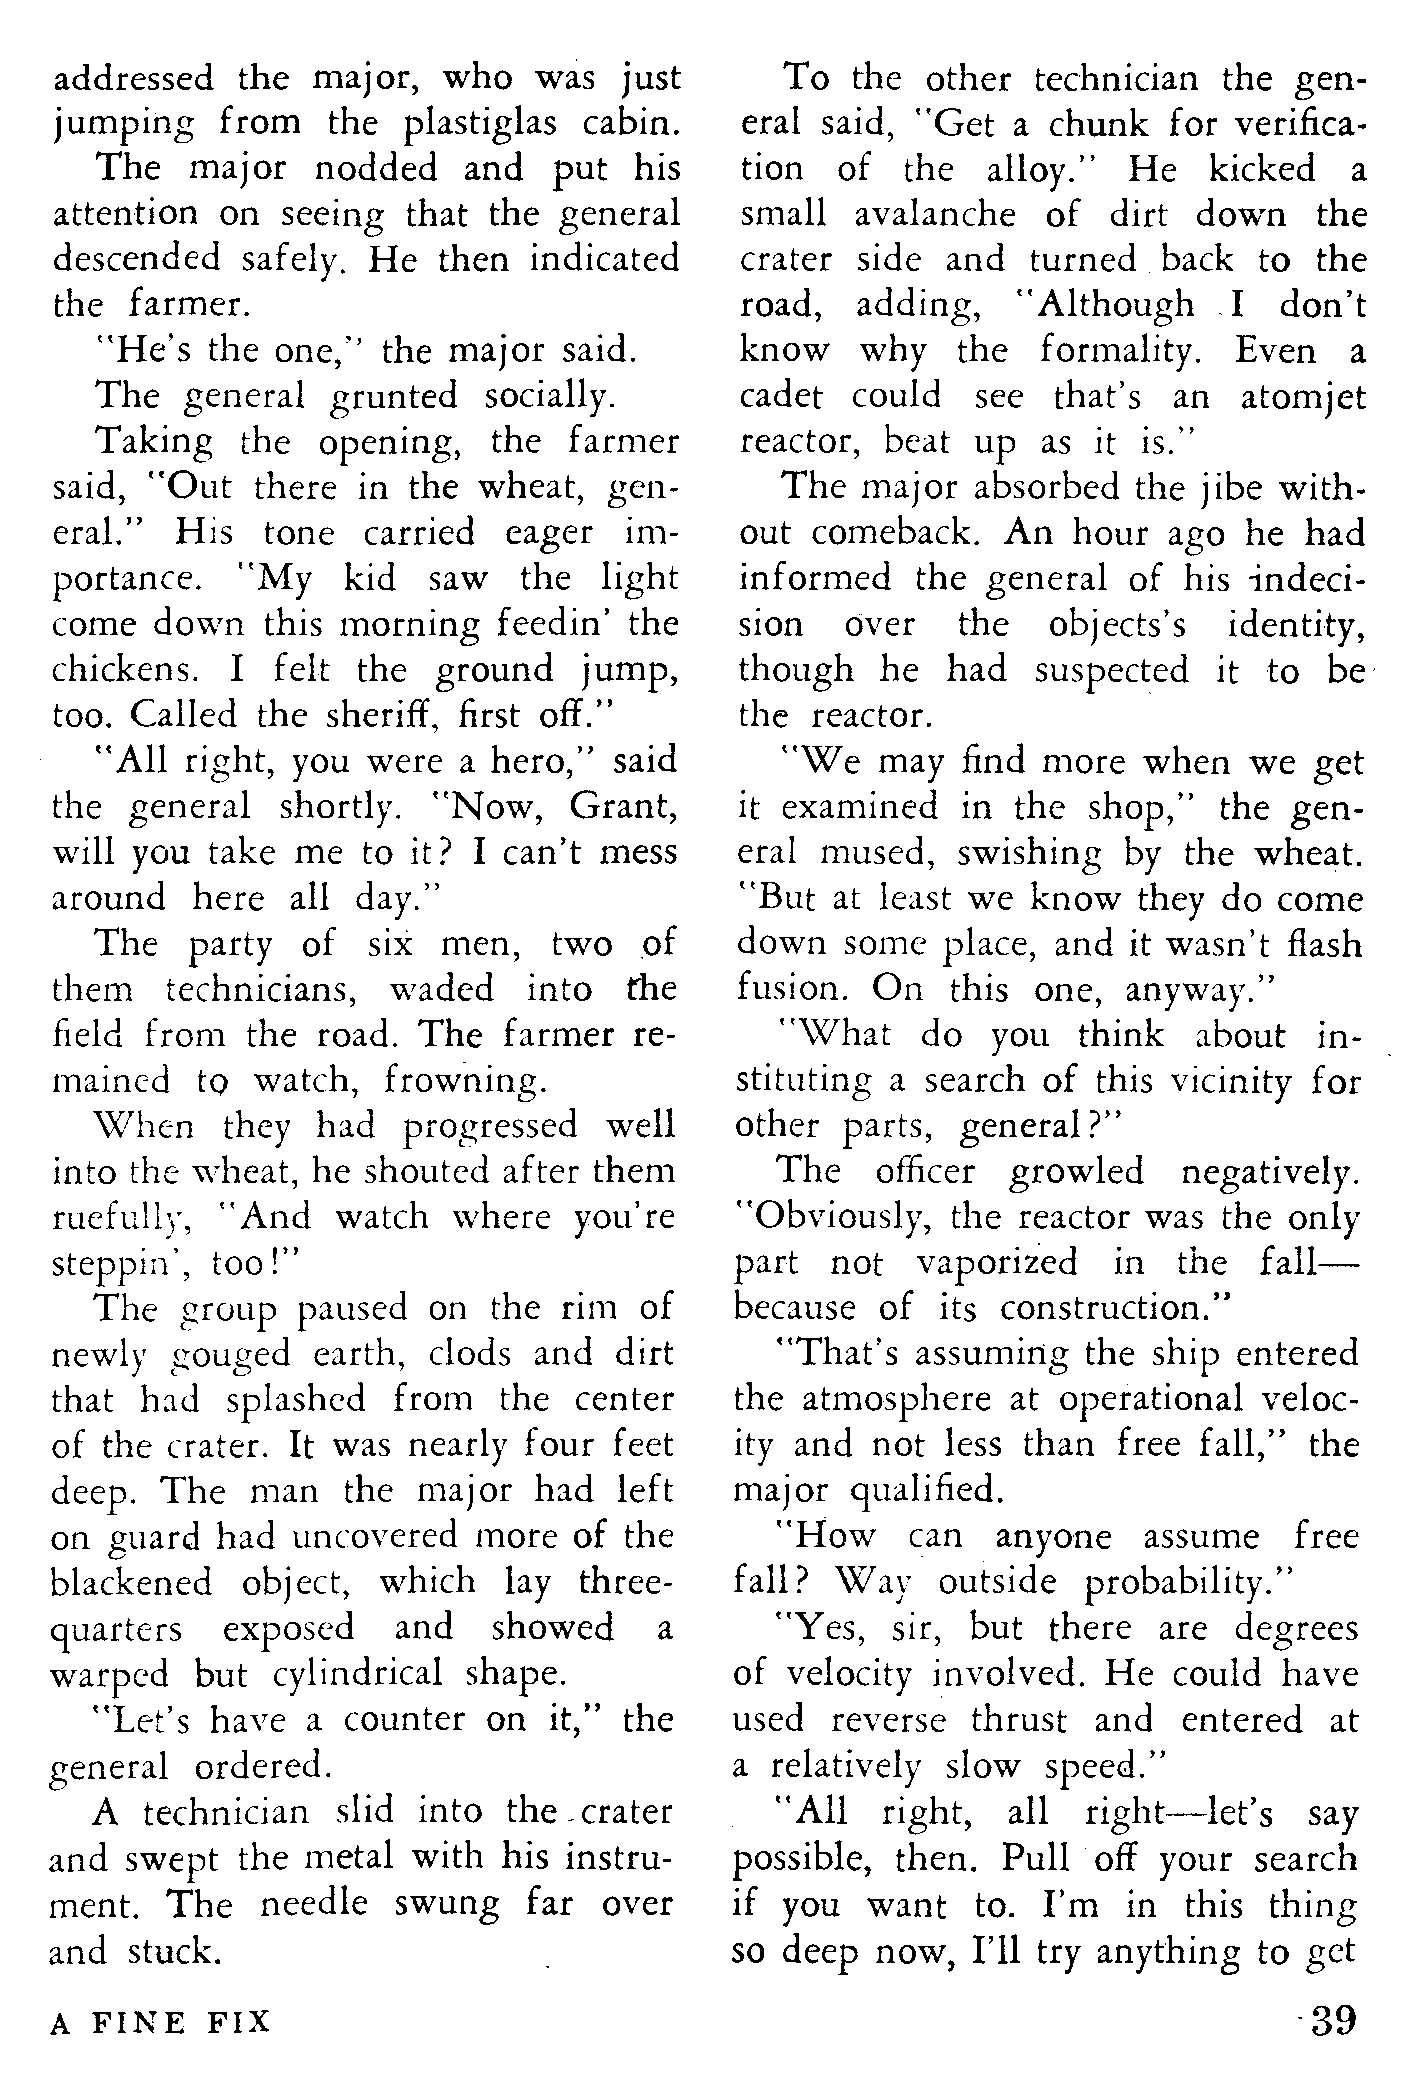 addressed the major, who was just
jumping from the plastiglas cabin.
The major nodded and put his
attention on seeing that the general
descended safely. He then indicated
the farmer.
"He's the one," the major said.
The general grunted socially.
Taking the opening, the farmer
said, "Out there in the wheat, gen-
eral." His tone carried eager im-
portance. "My kid saw the light
come down this morning feedin' the
chickens. I felt the ground jump,
too. Called the sheriff, first off."
"All right, you were a hero," said
the general shortly. "Now, Grant,
will you take me to it? I can't mess
around here all day."
The party of six men, two of
them technicians, waded into the
field from the road. The farmer re-
mained to watch, frowning.
When they had progressed well
into the wheat, he shouted after them
ruefully, "And watch where you're
steppin', too!"
The group paused on the rim of
newly gouged earth, clods and dirt
that had splashed from the center
of the crater. It was nearly four feet
deep. The man the major had left
on guard had uncovered more of the
blackened object, which lay three-
quarters exposed and showed a
warped but cylindrical shape.
"Let's have a counter on it," the
general ordered.
A technician slid into the crater
and swept the metal with his instru-
ment. The needle swung far over
and stuck.
To the other technician the gen-
eral said, "Get a chunk for verifica-
tion of the alloy." He kicked a
small avalanche of dirt down the
crater side and turned back to the
road, adding, "Although I don't
know why the formality. Even a
cadet could see that's an atomjet
reactor, beat up as it is."
The major absorbed the jibe with-
out comeback. An hour ago he had
informed the general of his indeci-
sion over the objects's identity,
though he had suspected it to be
the reactor.
"We may find more when we get
it examined in the shop," the gen-
eral mused, swishing by the wheat.
"But at least we know they do come
down some place, and it wasn't flash
fusion. On this one, anyway."
"What do you think about in-
stituting a search of this vicinity for
other parts, general?"
The officer growled negatively.
"Obviously, the reactor was the only
part not vaporized in the fall—
because of its construction."
"That's assuming the ship entered
the atmosphere at operational veloc-
ity and not less than free fall," the
major qualified.
"How can anyone assume free
fall? Way outside probability."
"Yes, sir, but there are degrees
of velocity involved. He could have
used reverse thrust and entered at
a relatively slow speed."
"All right, all right—let's say
possible, then. Pull off your search
if you want to. I'm in this thing
so deep now, I'll try anything to get
A FINE FIX
39